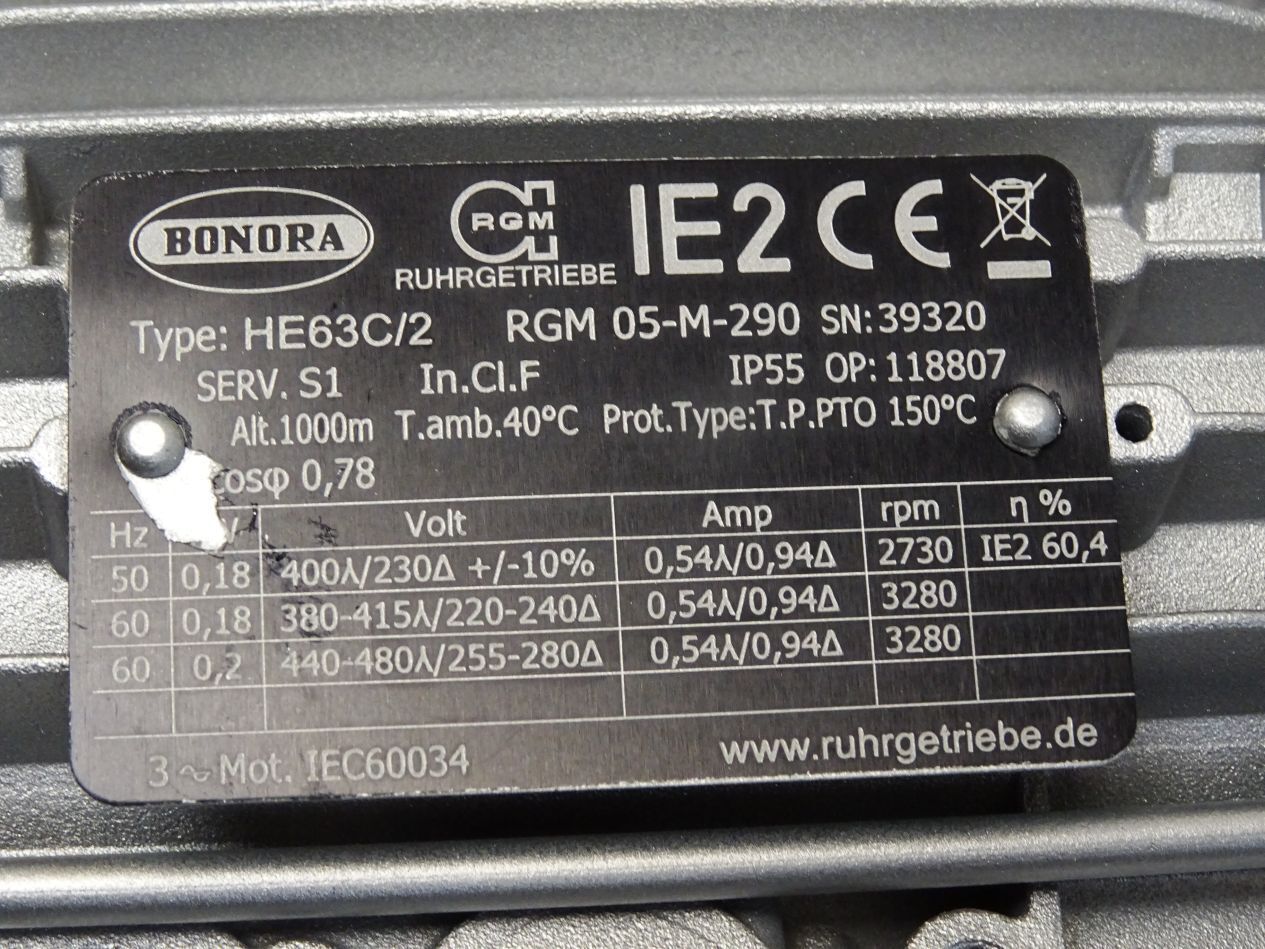 BONORA
RGM
RUHRGETRIEBE
IE2 CE
Type: HE63C/2 RGM 05-M-290 SN:39320
SERV. S1 In.Cl.F IP55 OP:118807
Alt.1000m T.amb.40°C Prot.Type:T.P.PTO 150°C
cosφ 0,78
Hz Volt Amp rpm η %
50 0,18 400λ/230Δ +/-10% 0,54λ/0,94Δ 2730 IE2 60,4
60 0,18 380-415λ/220-240Δ 0,54λ/0,94Δ 3280
60 0,2 440-480λ/255-280Δ 0,54λ/0,94Δ 3280
3 ~ Mot. IEC60034 www.ruhrgetriebe.de